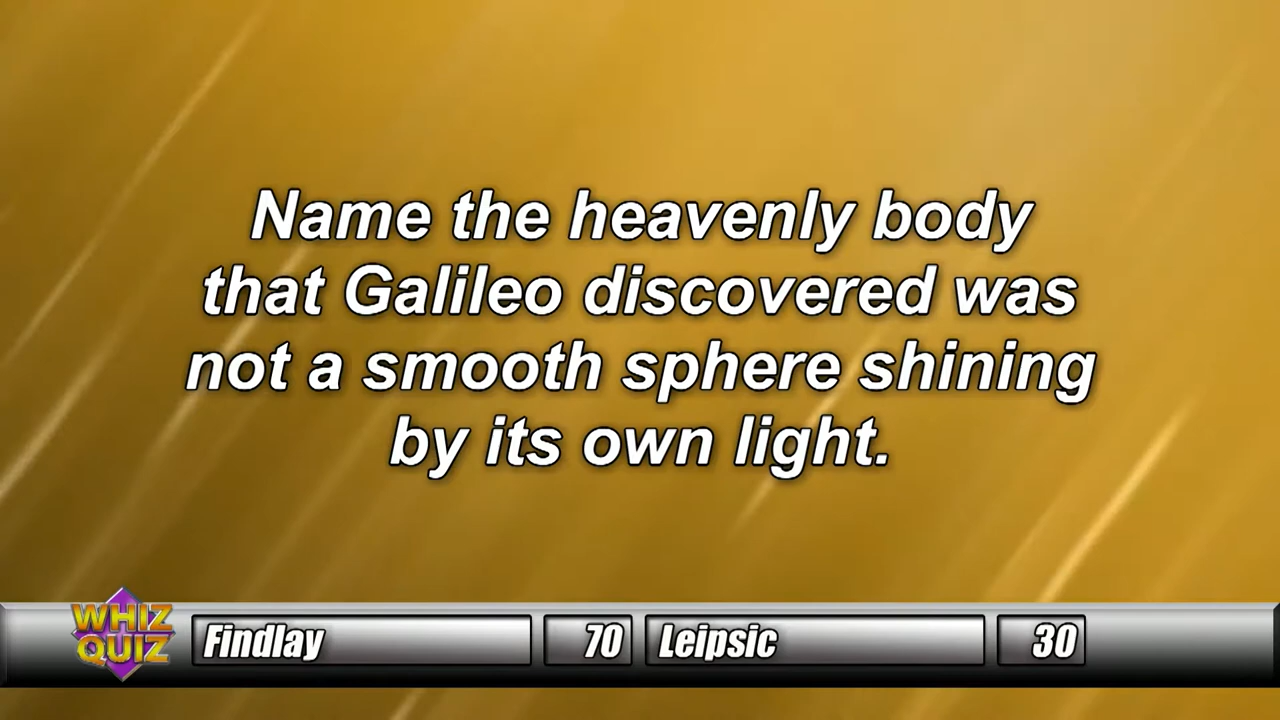 Name the heavenly body
that Galileo discovered was
not a smooth sphere shining
by its own light.
WHIZ
QUIZ
Findlay 70 Leipsic 30